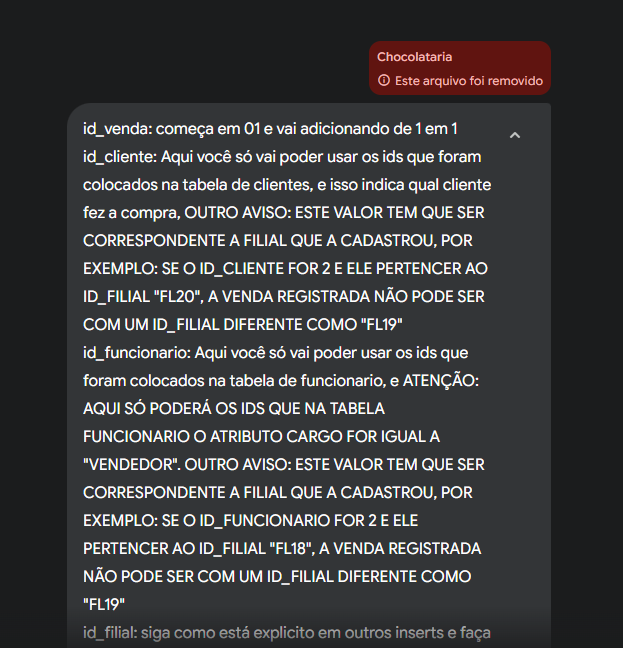 Chocolataria
Este arquivo foi removido
id_venda: começa em 01 e vai adicionando de 1 em 1
id_cliente: Aqui você só vai poder usar os ids que foram
colocados na tabela de clientes, e isso indica qual cliente
fez a compra, OUTRO AVISO: ESTE VALOR TEM QUE SER
CORRESPONDENTE A FILIAL QUE A CADASTROU, POR
EXEMPLO: SE O ID_CLIENTE FOR 2 E ELE PERTENCER AO
ID_FILIAL "FL20", A VENDA REGISTRADA NÃO PODE SER
COM UM ID_FILIAL DIFERENTE COMO "FL19"
id_funcionario: Aqui você só vai poder usar os ids que
foram colocados na tabela de funcionario, e ATENÇÃO:
AQUI SÓ PODERÁ OS IDS QUE NA TABELA
FUNCIONARIO O ATRIBUTO CARGO FOR IGUAL A
"VENDEDOR". OUTRO AVISO: ESTE VALOR TEM QUE SER
CORRESPONDENTE A FILIAL QUE A CADASTROU, POR
EXEMPLO: SE O ID_FUNCIONARIO FOR 2 E ELE
PERTENCER AO ID_FILIAL "FL18", A VENDA REGISTRADA
NÃO PODE SER COM UM ID_FILIAL DIFERENTE COMO
"FL19"
id_filial: siga como está explicito em outros inserts e faça